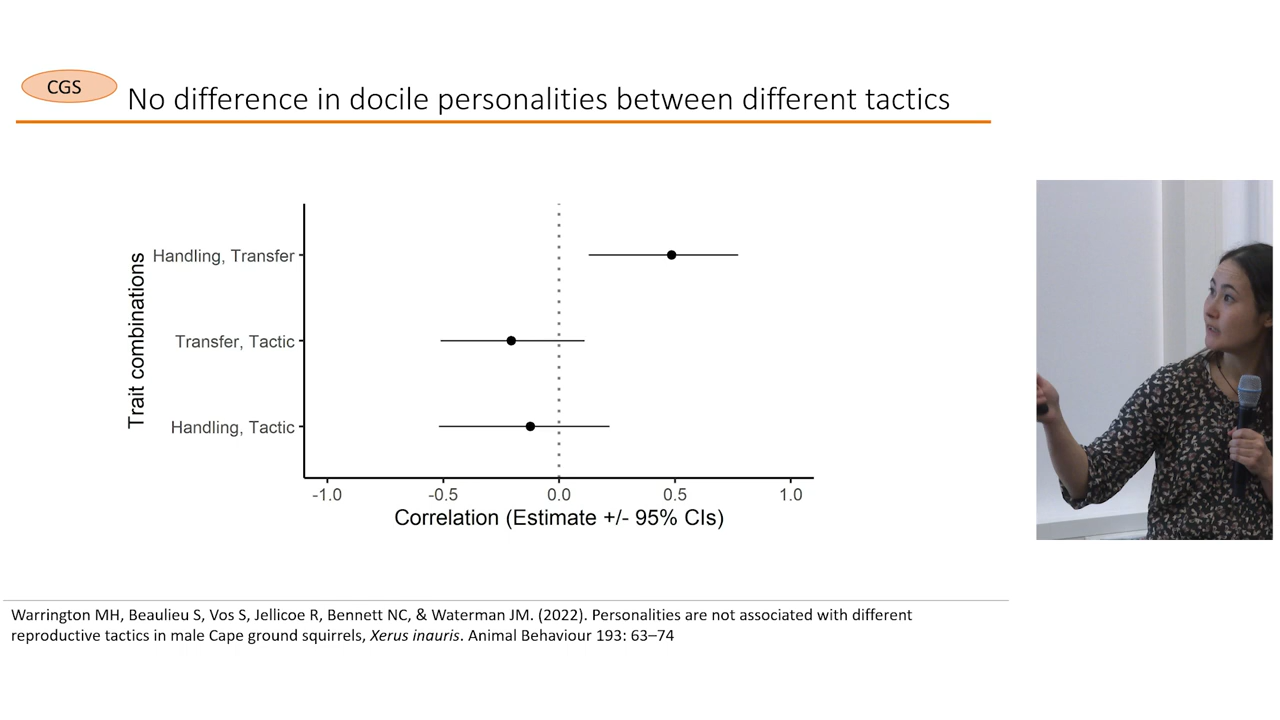 CGS
No difference in docile personalities between different tactics
Trait combinations
Handling, Transfer
Transfer, Tactic
Handling, Tactic
-1.0 -0.5 0.0 0.5 1.0
Correlation (Estimate +/- 95% CIs)
Warrington MH, Beaulieu S, Vos S, Jellicoe R, Bennett NC, & Waterman JM. (2022). Personalities are not associated with different
reproductive tactics in male Cape ground squirrels, Xerus inauris. Animal Behaviour 193: 63–74